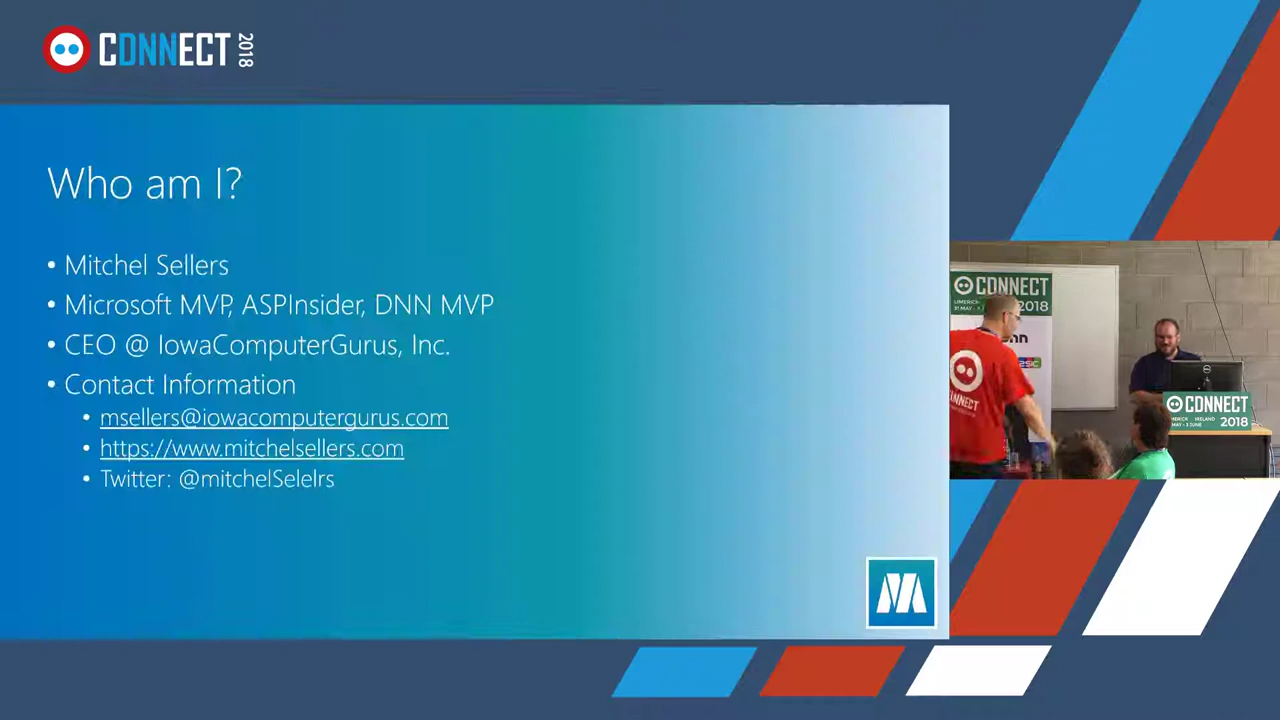 CDNNECT 2018
Who am I?
• Mitchel Sellers
• Microsoft MVP, ASPInsider, DNN MVP
• CEO @ IowaComputerGurus, Inc.
• Contact Information
• msellers@iowacomputergurus.com
• https://www.mitchelsellers.com
• Twitter: @mitchelSelelrs
CONNECT
2018
CONNECT
2018